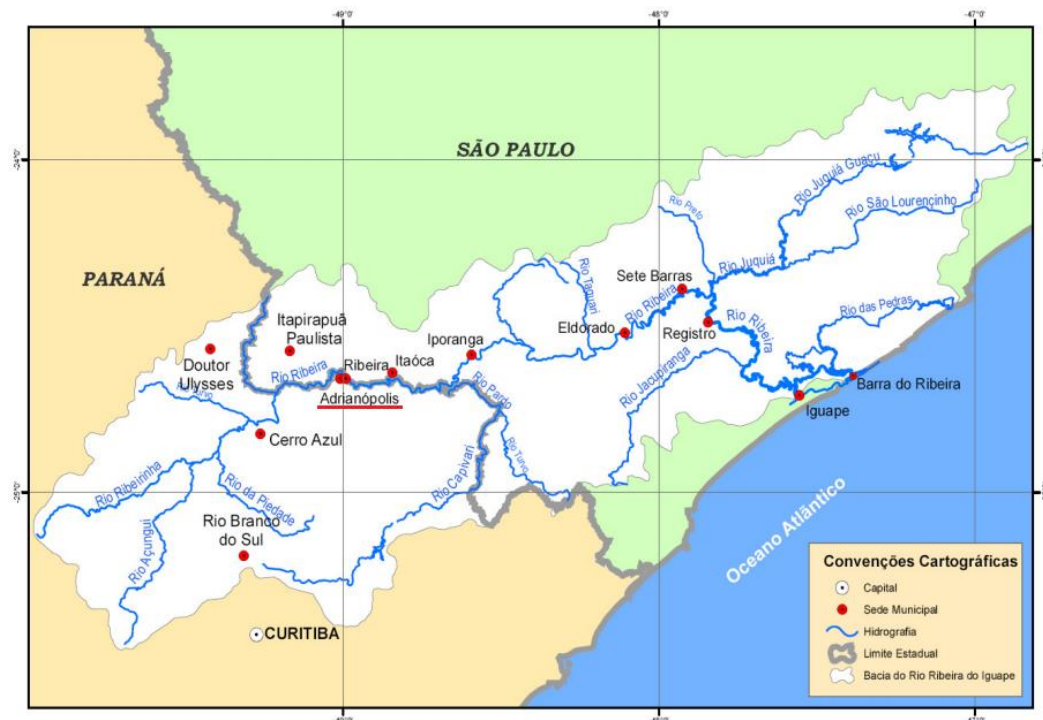 -49°0'
-48°0'
-47°0'
-24°0'
SÃO PAULO
Rio Juquiá Guaçu
Rio São Lourençinho
Rio Preto
Rio Juquiá
PARANÁ
Sete Barras
Rio Taquari
Rio Ribeira
Rio das Pedras
Itapirapuã
Paulista
Iporanga
Eldorado
Registro
Rio Ribeira
Doutor
Ulysses
Ribeira
Itaóca
Rio Ribeira
Rio Pardo
Rio Jacupiranga
Barra do Ribeira
Adrianópolis
Iguape
Rio Turvo
Cerro Azul
Rio Turvo
Rio Capivari
Rio Ribeirinha
Rio da Piedade
-25°0'
Rio Branco
do Sul
Rio Açungui
Oceano Atlântico
CURITIBA
Convenções Cartográficas
Capital
Sede Municipal
Hidrografia
Limite Estadual
Bacia do Rio Ribeira do Iguape